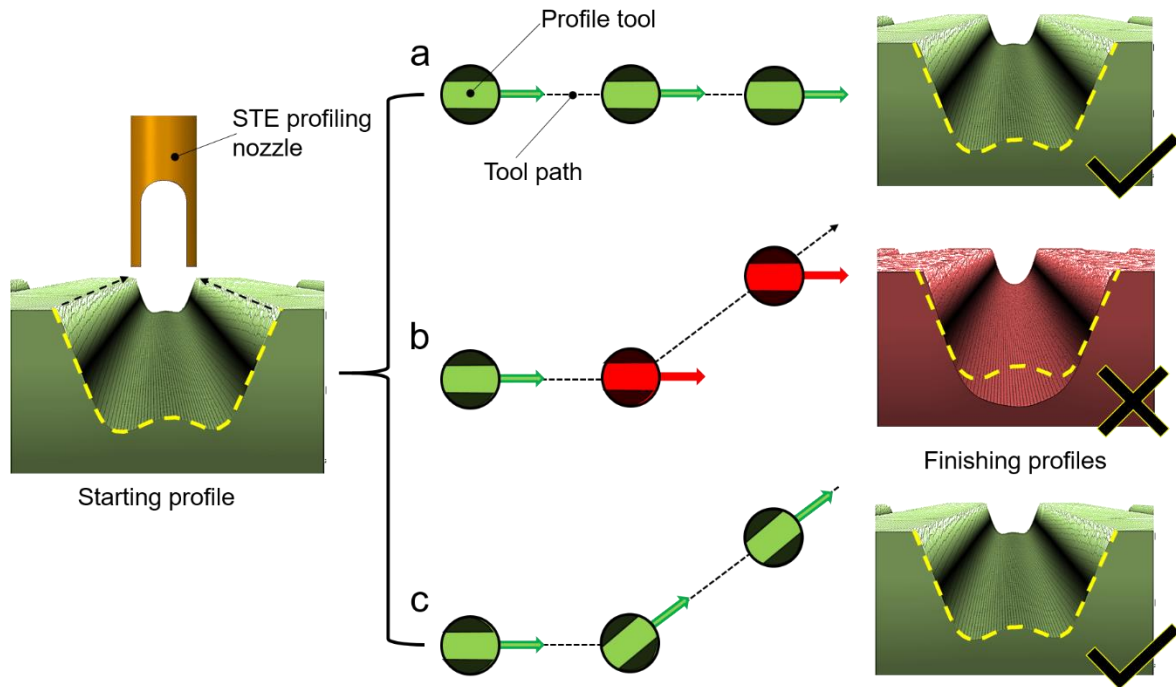 Profile tool
a
STE profiling
nozzle
Tool path
b
Starting profile
Finishing profiles
c